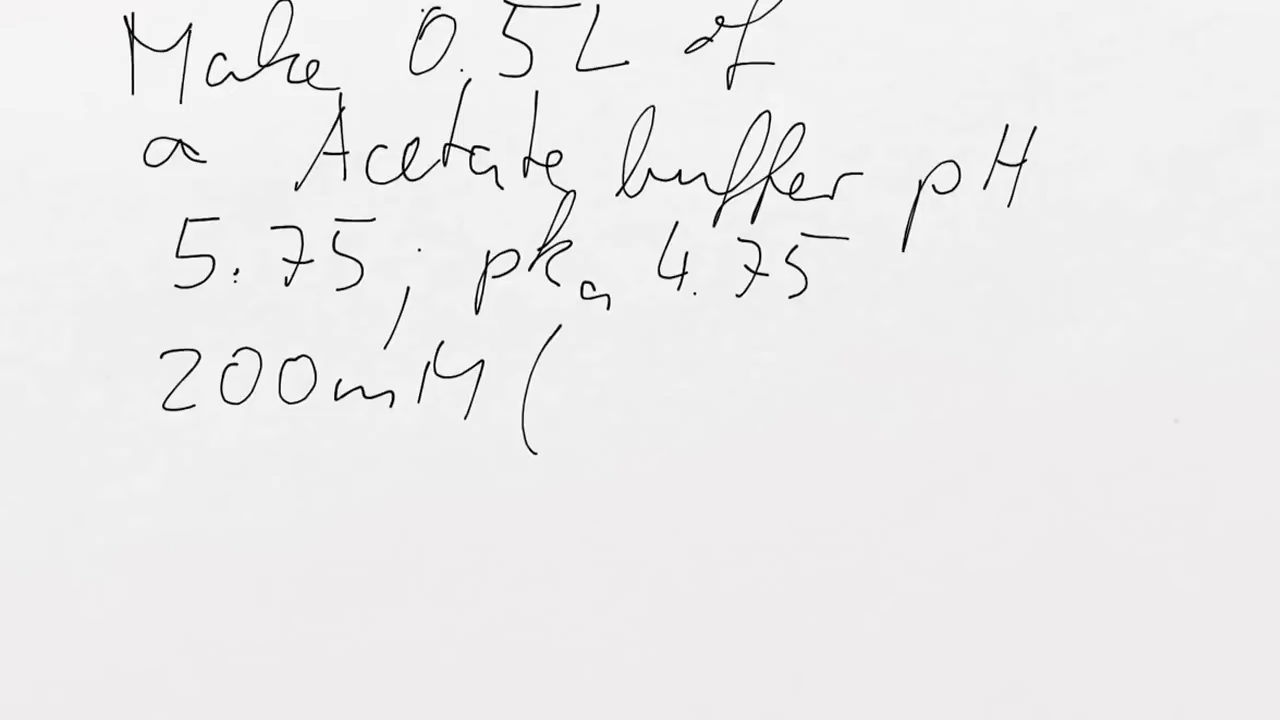 Make 0.5L of
a Acetate buffer pH
5.75; pka 4.75
200mM (